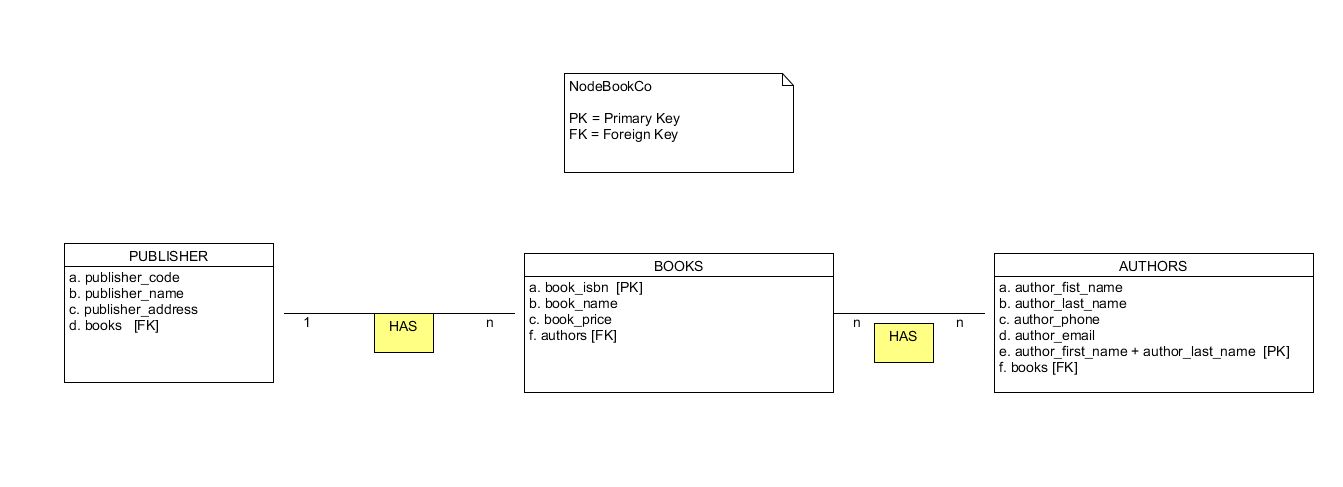 NodeBookCo
PK = Primary Key
FK = Foreign Key
PUBLISHER
a. publisher_code
b. publisher_name
c. publisher_address
d. books [FK]
1
HAS
n
BOOKS
a. book_isbn [PK]
b. book_name
c. book_price
f. authors [FK]
n
HAS
n
AUTHORS
a. author_fist_name
b. author_last_name
c. author_phone
d. author_email
e. author_first_name + author_last_name [PK]
f. books [FK]